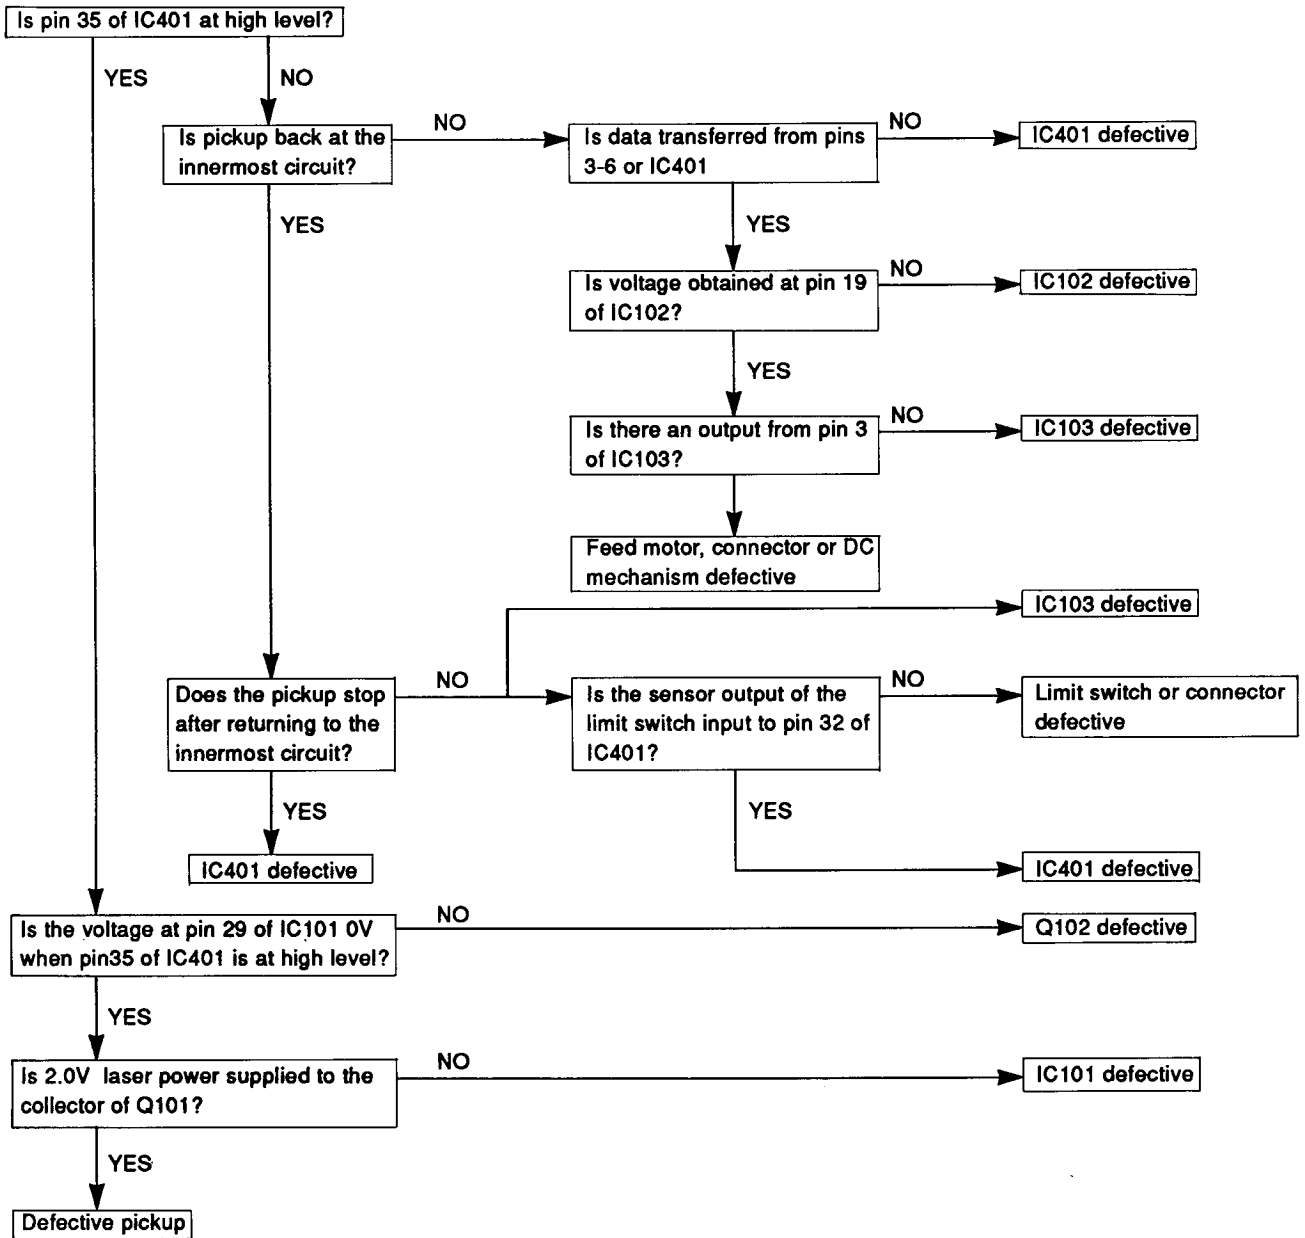 Is pin 35 of IC401 at high level?
YES
NO
Is pickup back at the
innermost circuit?
NO
Is data transferred from pins
3-6 or IC401
NO
IC401 defective
YES
YES
Is voltage obtained at pin 19
of IC102?
NO
IC102 defective
YES
Is there an output from pin 3
of IC103?
NO
IC103 defective
Feed motor, connector or DC
mechanism defective
IC103 defective
Does the pickup stop
after returning to the
innermost circuit?
NO
Is the sensor output of the
limit switch input to pin 32 of
IC401?
NO
Limit switch or connector
defective
YES
YES
IC401 defective
IC401 defective
Is the voltage at pin 29 of IC101 0V
when pin35 of IC401 is at high level?
NO
Q102 defective
YES
Is 2.0V laser power supplied to the
collector of Q101?
NO
IC101 defective
YES
Defective pickup